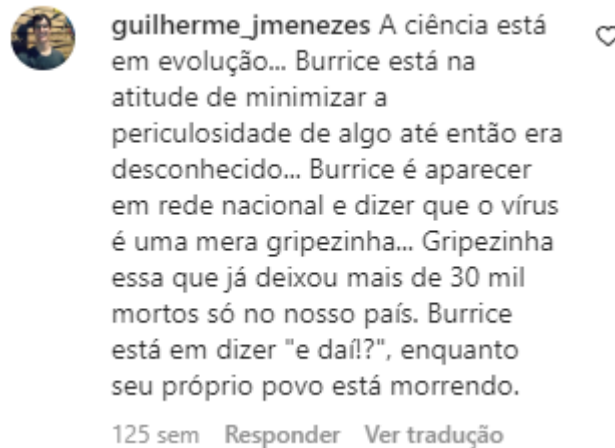 guilherme_jmenezes A ciência está
em evolução... Burrice está na
atitude de minimizar a
periculosidade de algo até então era
desconhecido... Burrice é aparecer
em rede nacional e dizer que o vírus
é uma mera gripezinha... Gripezinha
essa que já deixou mais de 30 mil
mortos só no nosso país. Burrice
está em dizer "e daí!?", enquanto
seu próprio povo está morrendo.
125 sem Responder Ver tradução